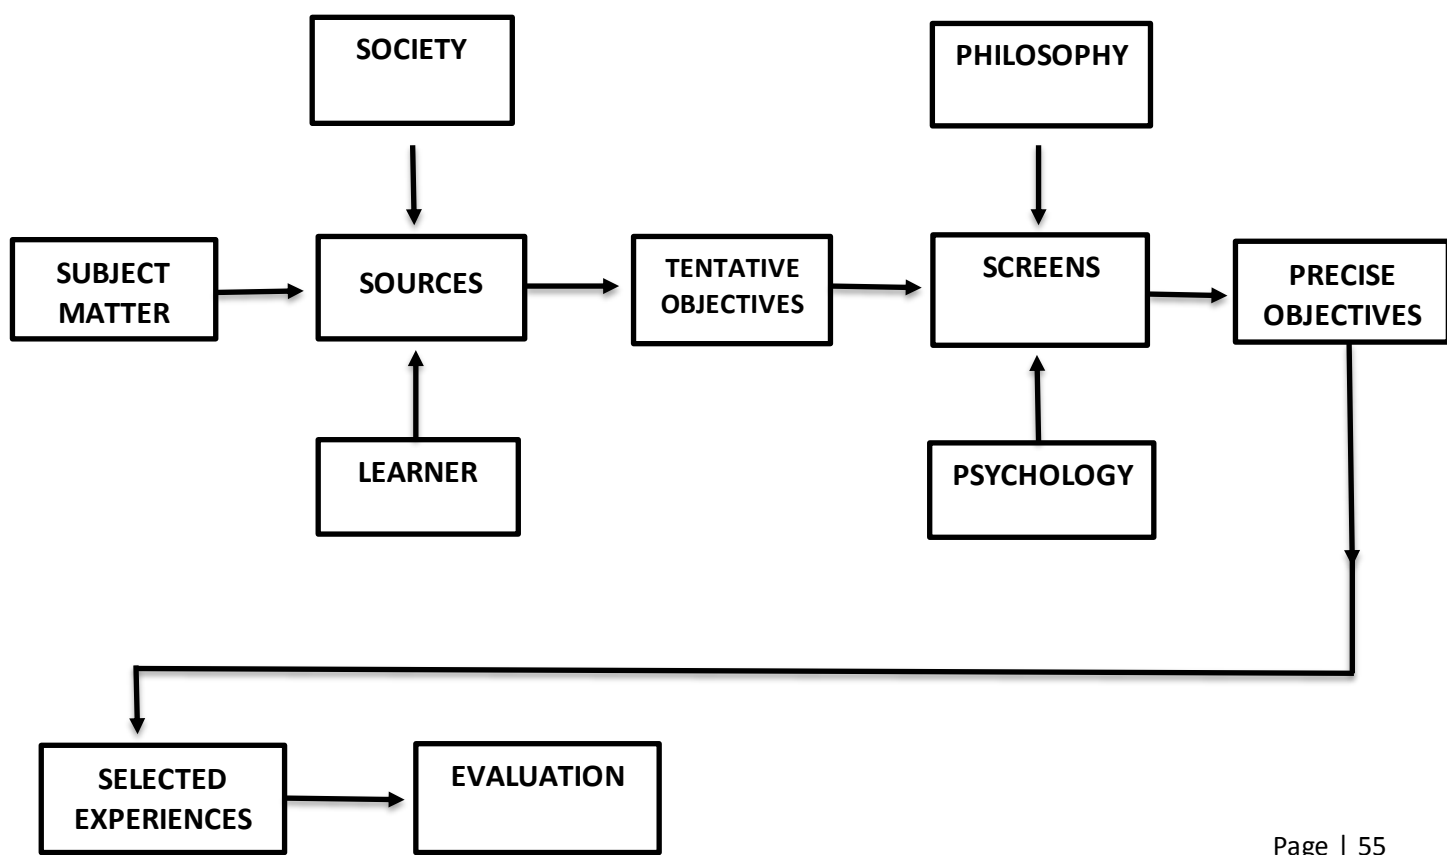 SOCIETY
PHILOSOPHY
SUBJECT
MATTER
SOURCES
TENTATIVE
OBJECTIVES
SCREENS
PRECISE
OBJECTIVES
LEARNER
PSYCHOLOGY
SELECTED
EXPERIENCES
EVALUATION
Page | 55